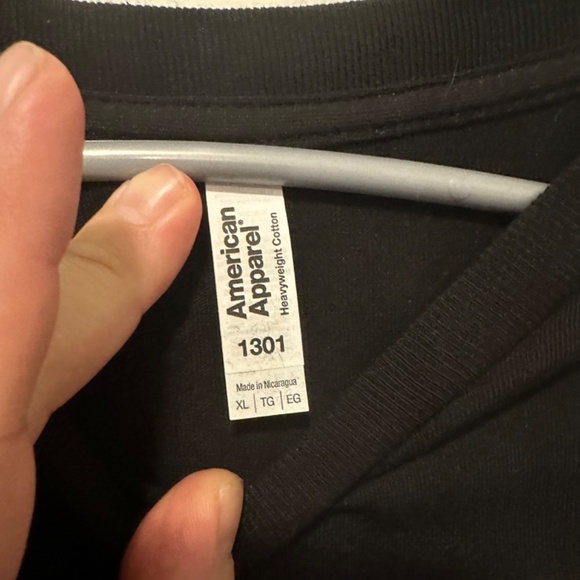 American
Apparel®
Heavyweight Cotton
1301
Made in Nicaragua
XL | TG | EG